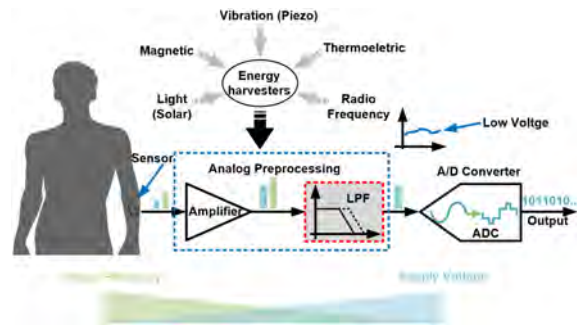 Vibration (Piezo)
Magnetic
Thermoeletric
Energy
harvesters
Light
(Solar)
Radio
Frequency
Low Voltge
Sensor
Analog Preprocessing
A/D Converter
Amplifier
LPF
1011010..
ADC
Output
Supply Voltage